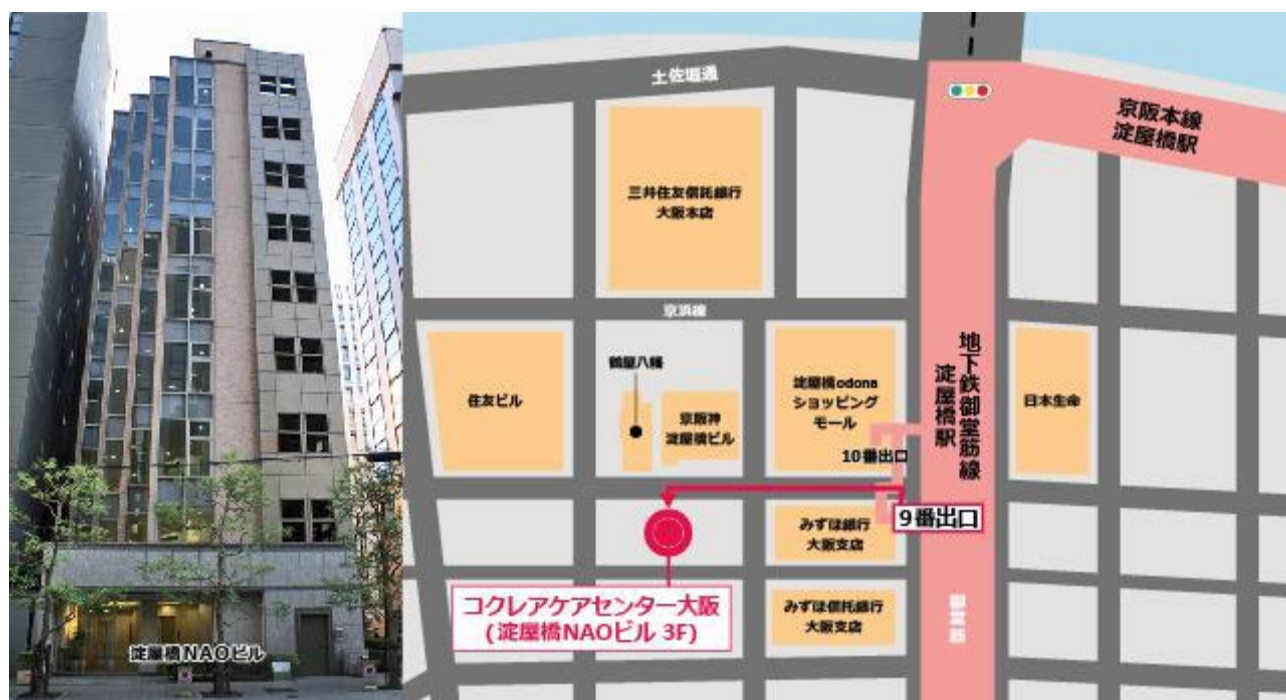 淀屋橋NAOビル
土佐堀通
京阪本線
淀屋橋駅
三井住友信託銀行
大阪本店
京浜線
鶴屋八幡
住友ビル
京阪神
淀屋橋ビル
淀屋橋odona
ショッピング
モール
地下鉄御堂筋線
淀屋橋駅
日本生命
10番出口
9番出口
みずほ銀行
大阪支店
コクレアケアセンター大阪
(淀屋橋NAOビル 3F)
みずほ信託銀行
大阪支店
御堂筋